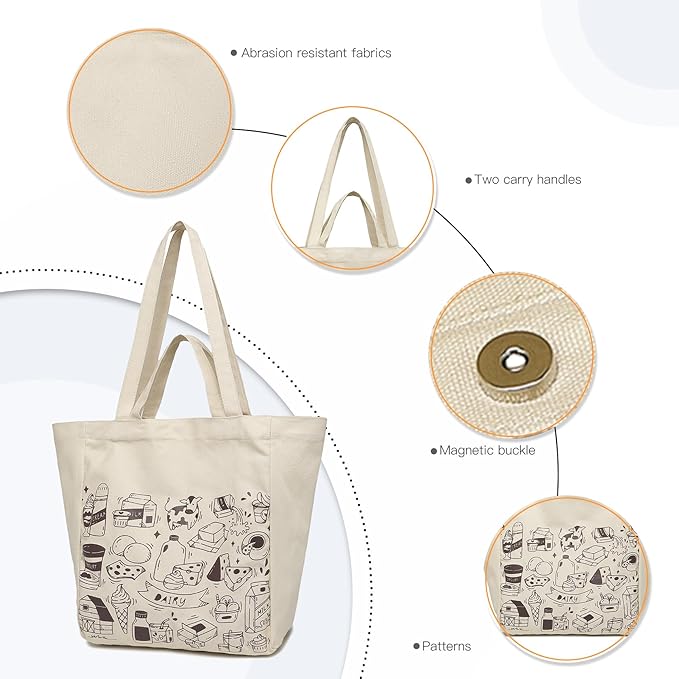 Abrasion resistant fabrics
Two carry handles
Magnetic buckle
DAIRY
Patterns